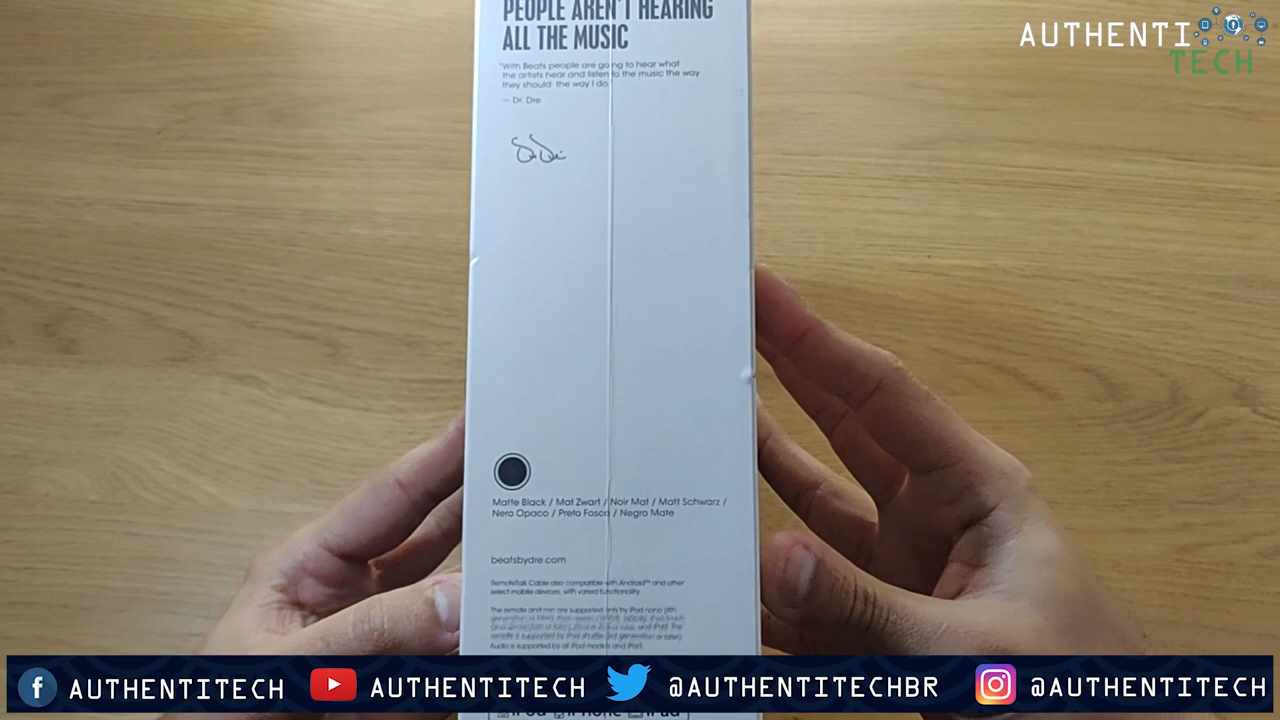 PEOPLE AREN'T HEARING
ALL THE MUSIC
"With Beats people are going to hear what
the artists hear and listen to the music the way
they should: the way I do
— Dr. Dre
Matte Black / Mat Zwart / Noir Mat / Matt Schwarz /
Nero Opaco / Preto Fosco / Negro Mate
beatsbydre.com
RemoteTalk Cable also compatible with Android™ and other
select mobile devices, with varied functionality.
The remote and mic are supported only by iPod nano (4th
Audio is supported by all iPod models and iPad.
iPod iPhone iPad
AUTHENTI
TECH
AUTHENTITECH AUTHENTITECH @AUTHENTITECHBR @AUTHENTITECH